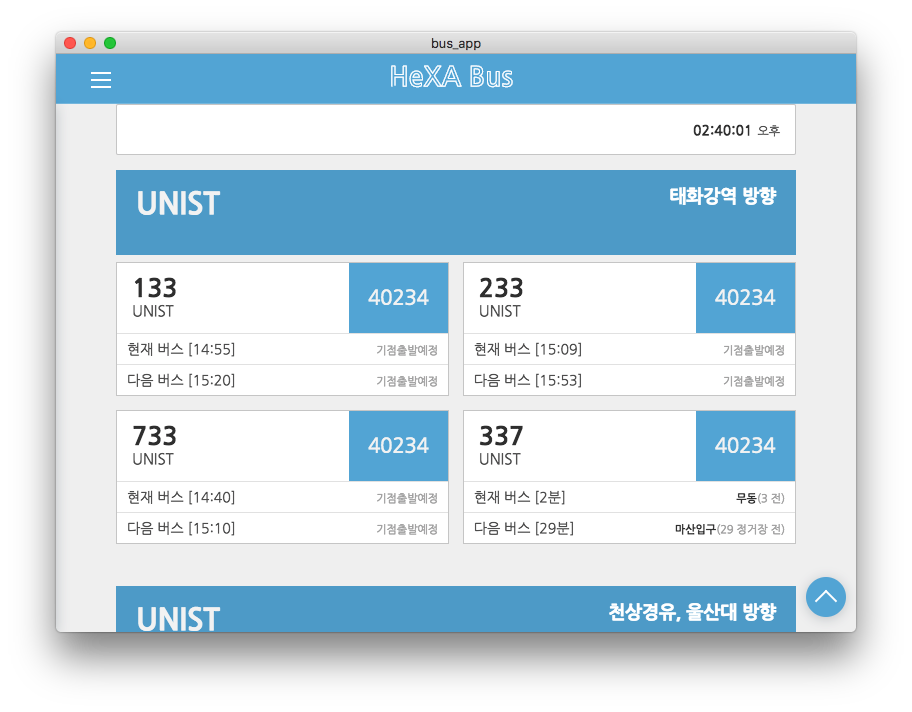 bus_app
HeXA Bus
02:40:01 오후
UNIST 태화강역 방향
133
UNIST
40234
현재 버스 [14:55] 기점출발예정
다음 버스 [15:20] 기점출발예정
233
UNIST
40234
현재 버스 [15:09] 기점출발예정
다음 버스 [15:53] 기점출발예정
733
UNIST
40234
현재 버스 [14:40] 기점출발예정
다음 버스 [15:10] 기점출발예정
337
UNIST
40234
현재 버스 [2분] 무동(3 전)
다음 버스 [29분] 마산입구(29 정거장 전)
UNIST 천상경유, 울산대 방향